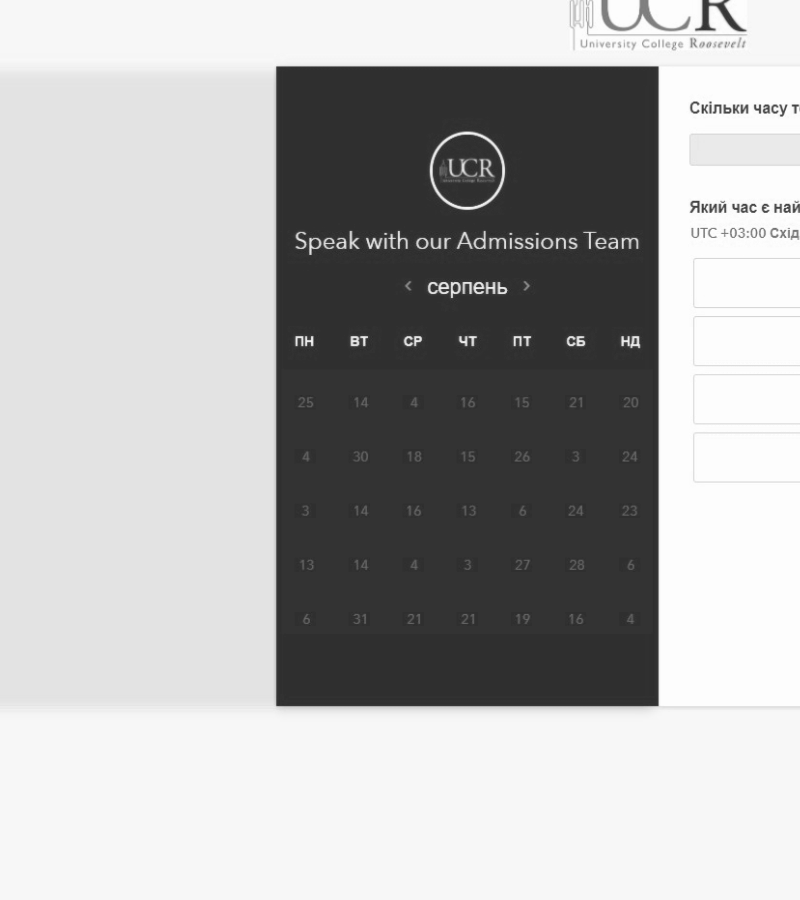 UCR
University College Roosevelt
UCR
Speak with our Admissions Team
‹ серпень ›
ПН ВТ СР ЧТ ПТ СБ НД
25 14 4 16 15 21 20
4 30 18 15 26 3 24
3 14 16 13 6 24 23
13 14 4 3 27 28 6
6 31 21 21 19 16 4
Скільки часу т
Який час є най
UTC +03:00 Схід